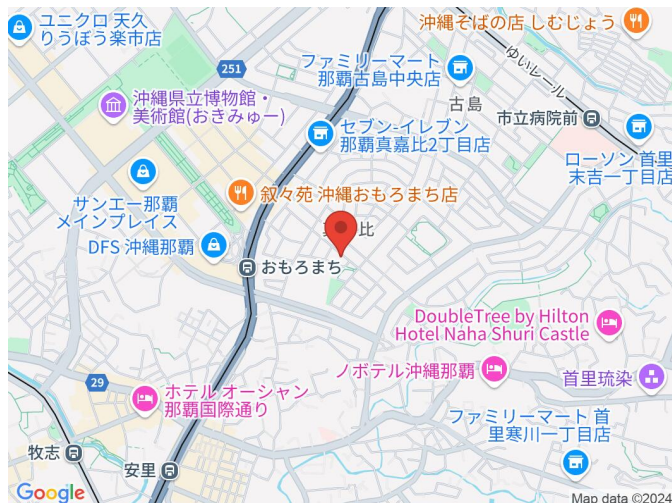 ユニクロ 天久
りうぼう楽市店
沖縄そばの店 しむじょう
251
ファミリーマート
那覇古島中央店
ゆいレール
沖縄県立博物館・
美術館(おきみゅー)
古島
市立病院前
セブン-イレブン
那覇真嘉比2丁目店
ローソン 首里
末吉一丁目店
サンエー那覇
メインプレイス
叙々苑 沖縄おもろまち店
比
DFS 沖縄那覇
おもろまち
DoubleTree by Hilton
Hotel Naha Shuri Castle
ノボテル沖縄那覇
首里琉染
29
ホテル オーシャン
那覇国際通り
ファミリーマート 首
里寒川一丁目店
牧志
安里
Google
Map data ©2024